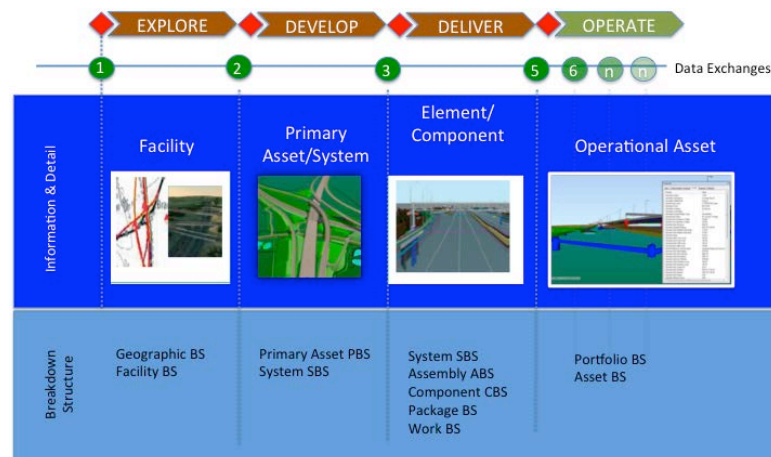 EXPLORE
DEVELOP
DELIVER
OPERATE
1
2
3
5
6
n
n
Data Exchanges
Information & Detail
Facility
Primary
Asset/System
Element/
Component
Operational Asset
Breakdown
Structure
Geographic BS
Facility BS
Primary Asset PBS
System SBS
System SBS
Assembly ABS
Component CBS
Package BS
Work BS
Portfolio BS
Asset BS